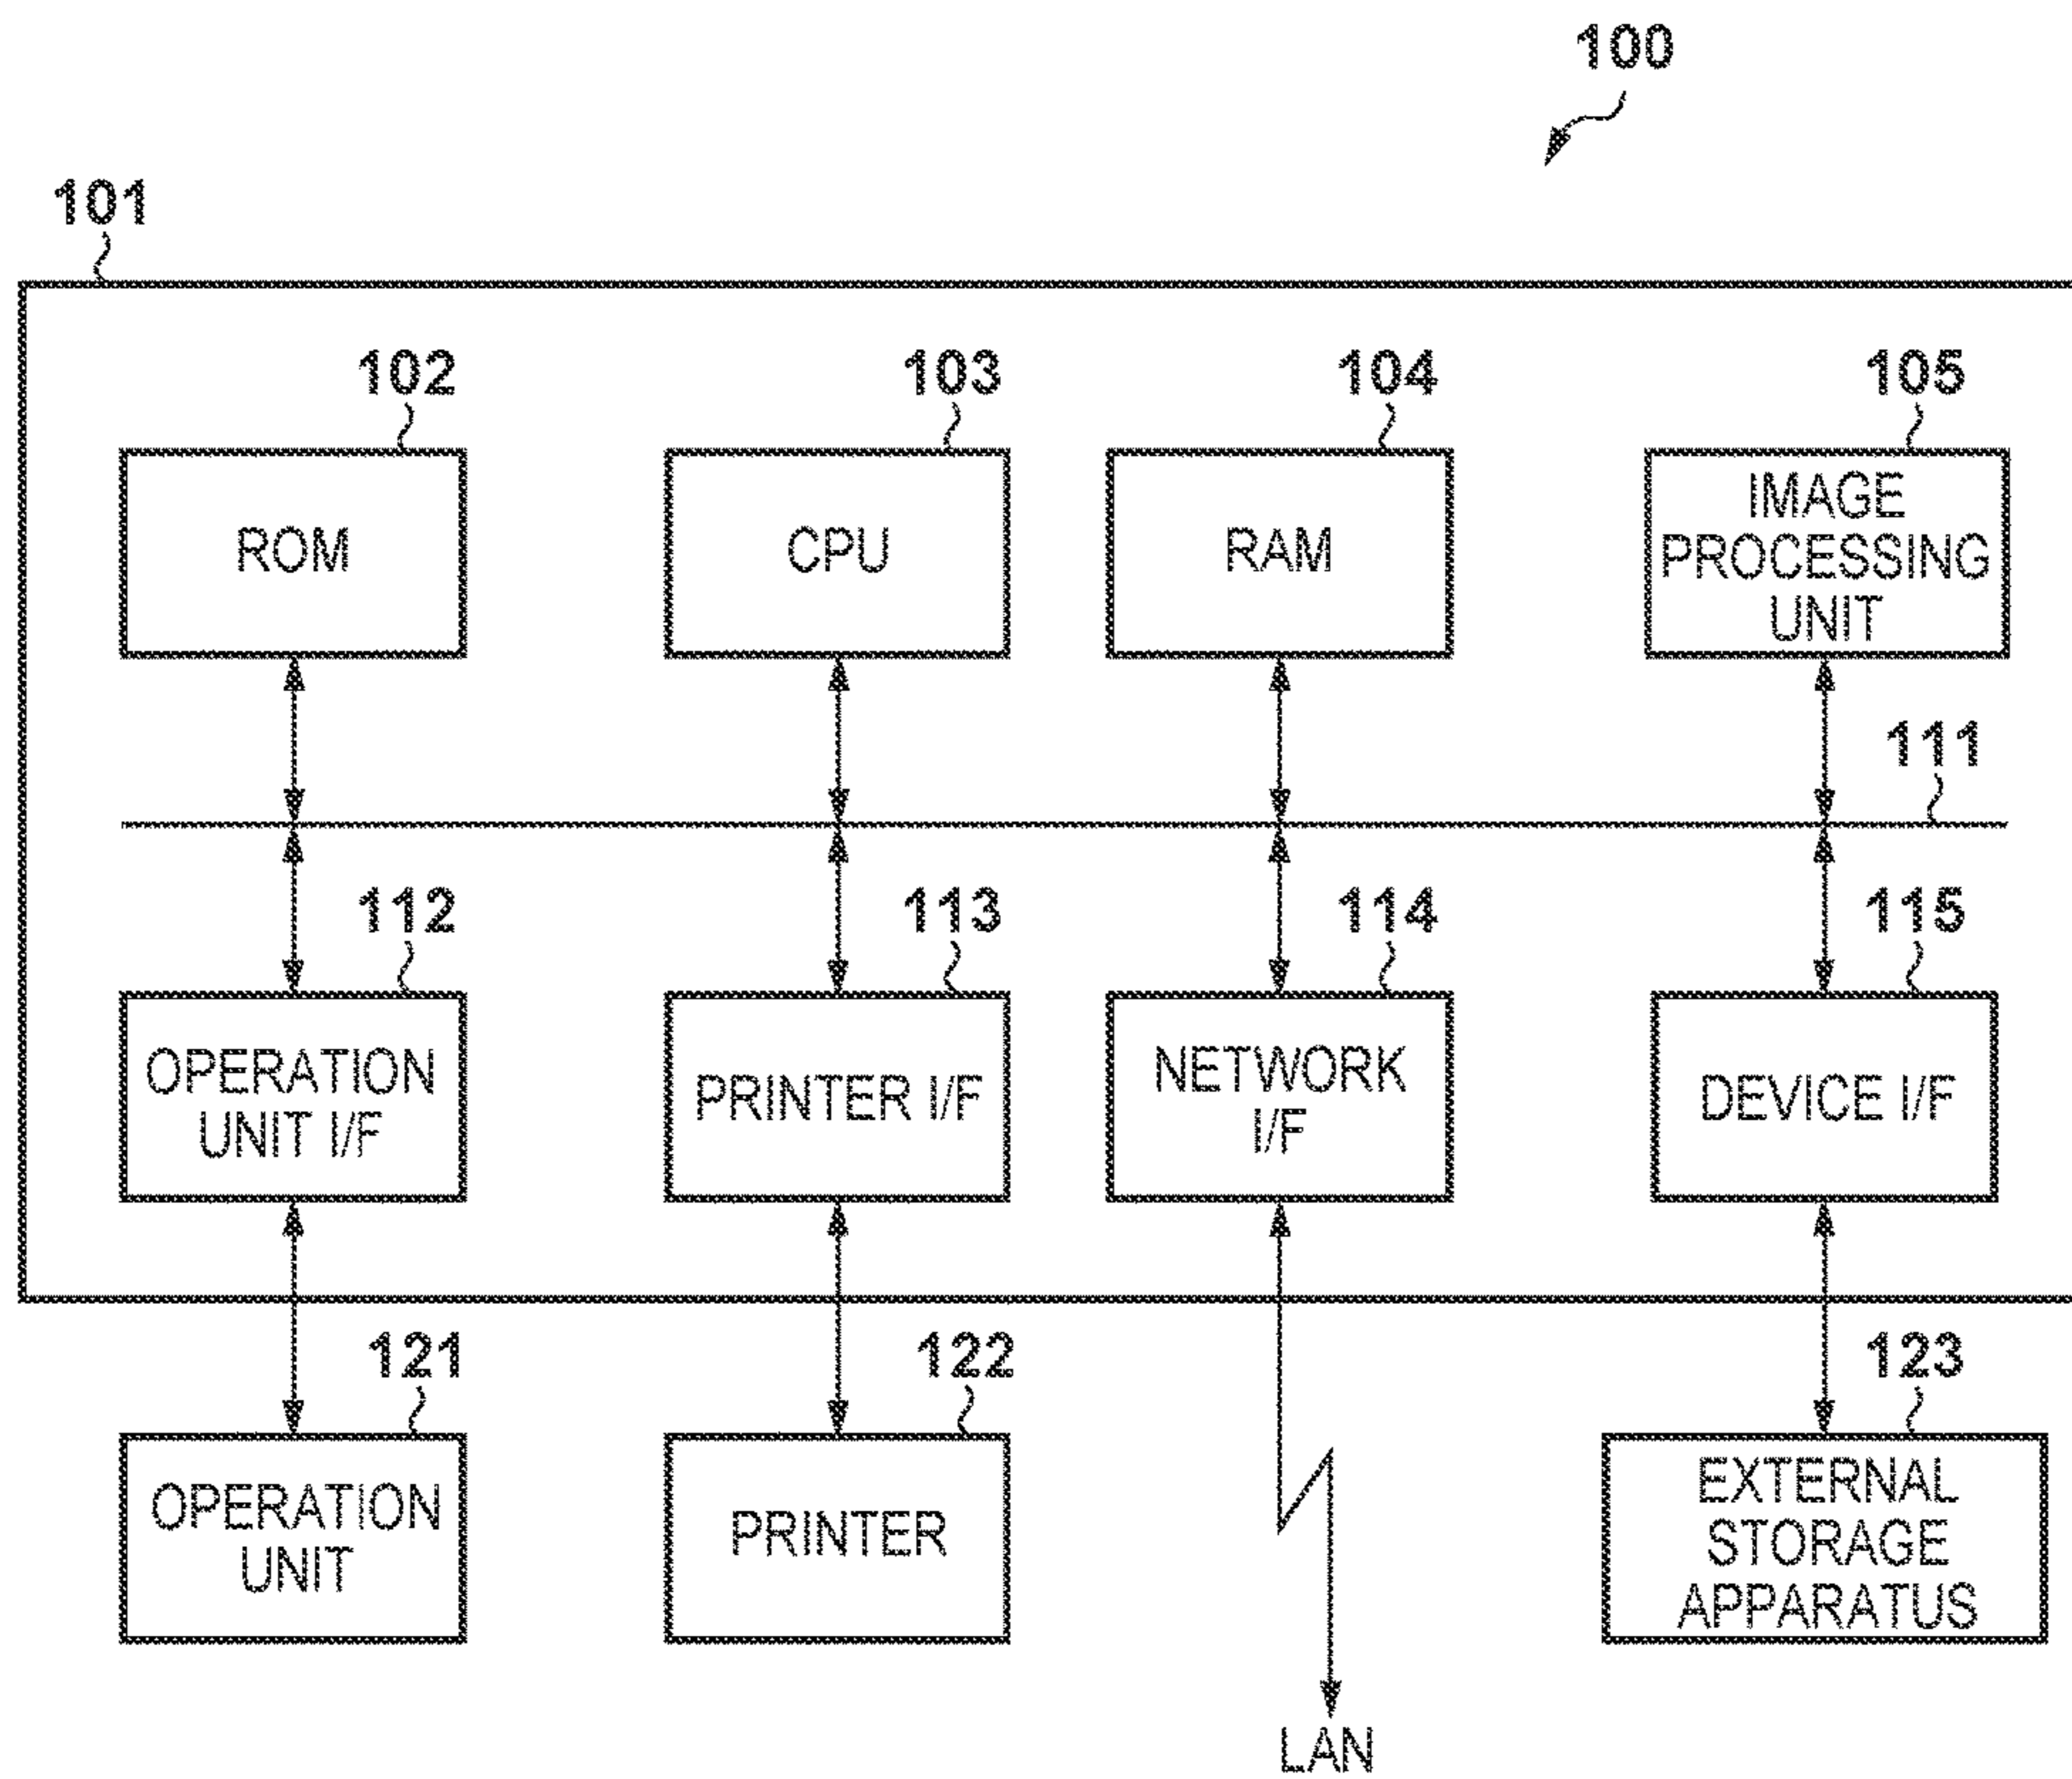 100
101
102
103
104
105
ROM
CPU
RAM
IMAGE
PROCESSING
UNIT
111
112
113
114
115
OPERATION
UNIT I/F
PRINTER I/F
NETWORK
I/F
DEVICE I/F
121
122
123
OPERATION
UNIT
PRINTER
EXTERNAL
STORAGE
APPARATUS
LAN